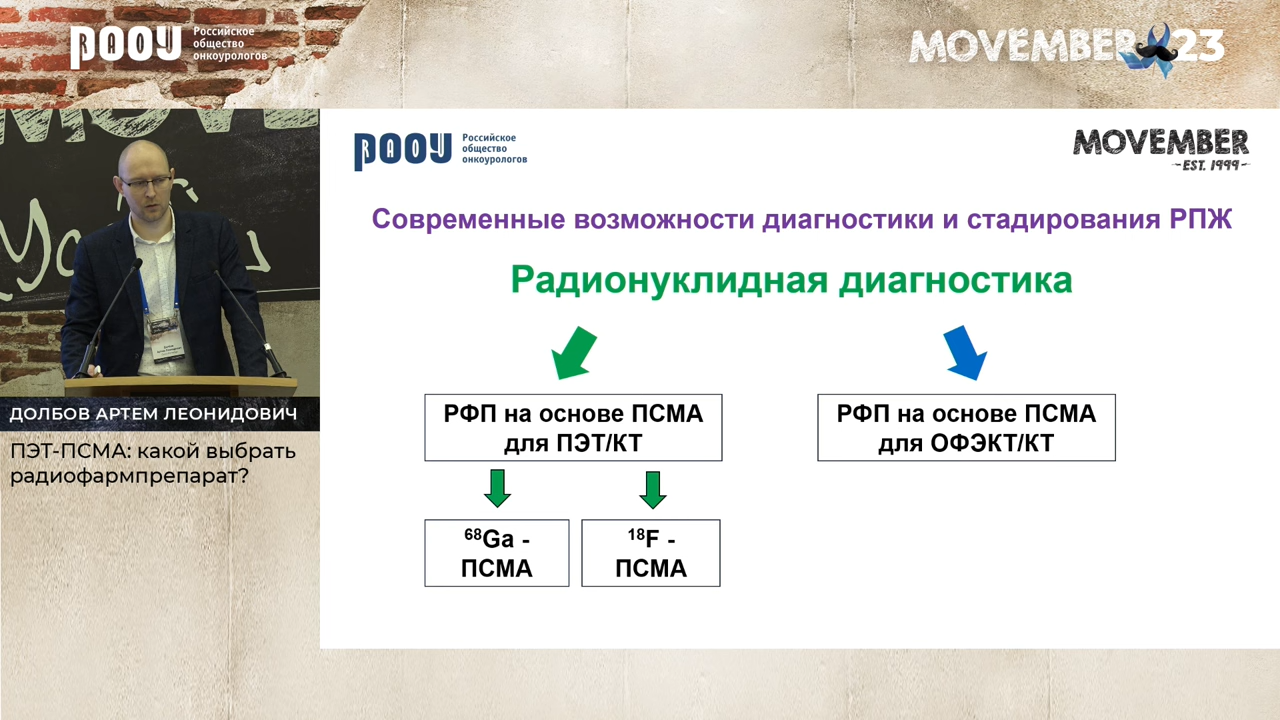 РООУ
RAOU
Российское
общество
онкоурологов
MOVEMBER 23
РООУ
RAOU
Российское
общество
онкоурологов
MOVEMBER
EST. 1999
Современные возможности диагностики и стадирования РПЖ
Радионуклидная диагностика
РФП на основе ПСМА
для ПЭТ/КТ
РФП на основе ПСМА
для ОФЭКТ/КТ
⁶⁸Ga -
ПСМА
¹⁸F -
ПСМА
ДОЛБОВ АРТЕМ ЛЕОНИДОВИЧ
ПЭТ-ПСМА: какой выбрать
радиофармпрепарат?